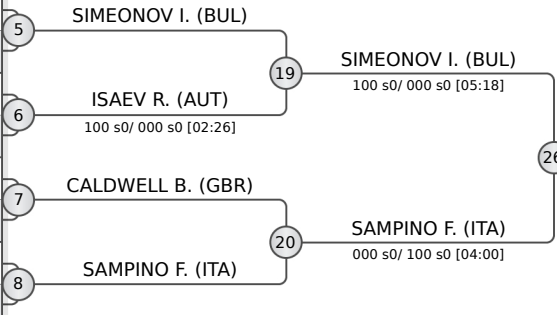 SIMEONOV I. (BUL)
5
19
SIMEONOV I. (BUL)
100 s0/ 000 s0 [05:18]
ISAEV R. (AUT)
6
100 s0/ 000 s0 [02:26]
26
CALDWELL B. (GBR)
7
20
SAMPINO F. (ITA)
000 s0/ 100 s0 [04:00]
SAMPINO F. (ITA)
8